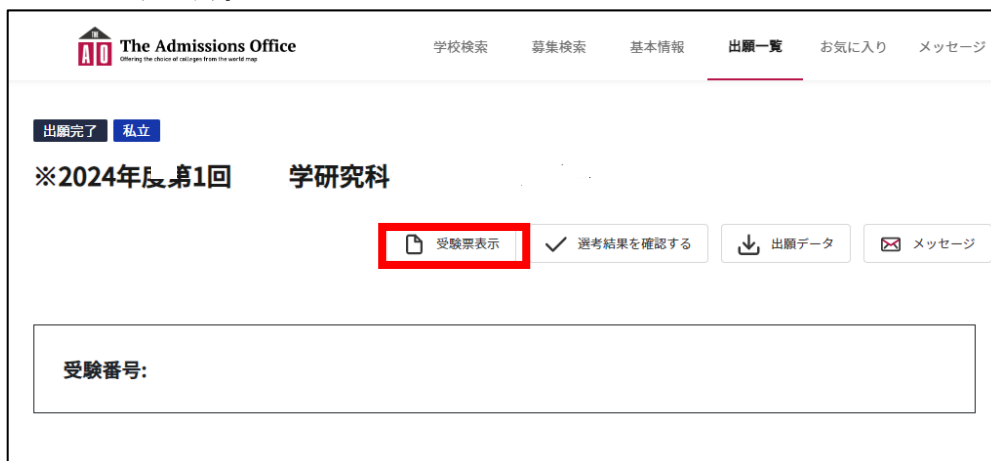 THE
AO
The Admissions Office
Offering the choice of colleges from the world map
学校検索 募集検索 基本情報 出願一覧 お気に入り メッセージ
出願完了 私立
※2024年度第1回 学研究科
受験票表示 選考結果を確認する 出願データ メッセージ
受験番号: